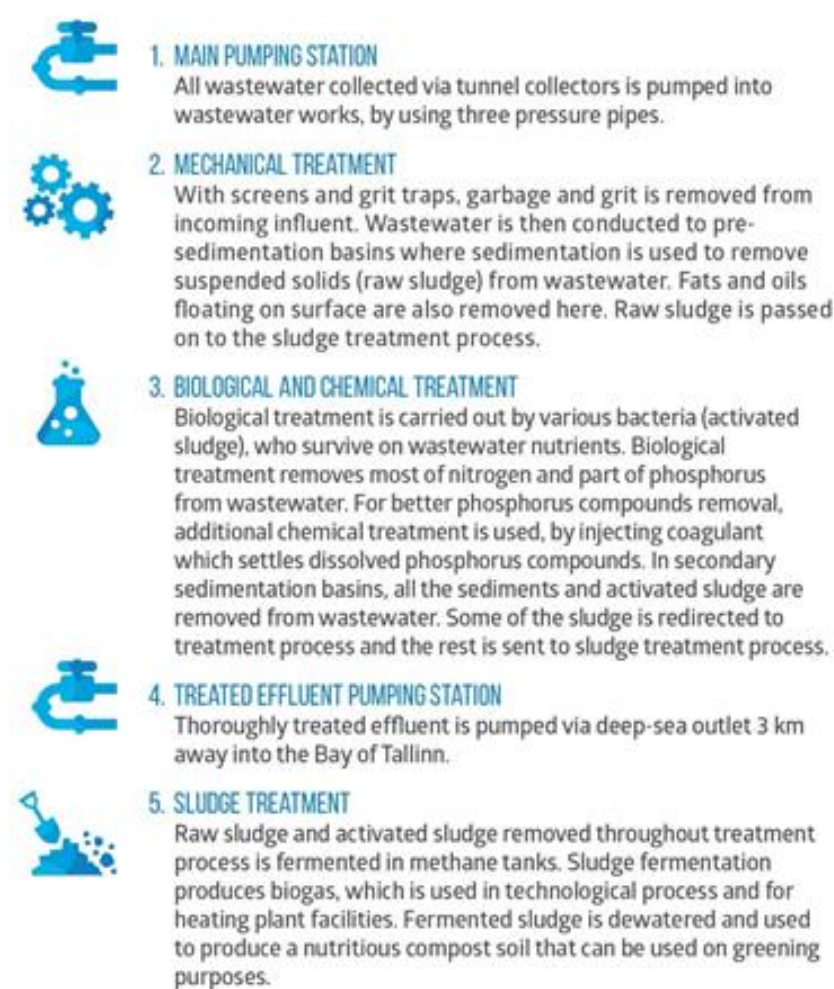 1. MAIN PUMPING STATION
All wastewater collected via tunnel collectors is pumped into
wastewater works, by using three pressure pipes.
2. MECHANICAL TREATMENT
With screens and grit traps, garbage and grit is removed from
incoming influent. Wastewater is then conducted to pre-
sedimentation basins where sedimentation is used to remove
suspended solids (raw sludge) from wastewater. Fats and oils
floating on surface are also removed here. Raw sludge is passed
on to the sludge treatment process.
3. BIOLOGICAL AND CHEMICAL TREATMENT
Biological treatment is carried out by various bacteria (activated
sludge), who survive on wastewater nutrients. Biological
treatment removes most of nitrogen and part of phosphorus
from wastewater. For better phosphorus compounds removal,
additional chemical treatment is used, by injecting coagulant
which settles dissolved phosphorus compounds. In secondary
sedimentation basins, all the sediments and activated sludge are
removed from wastewater. Some of the sludge is redirected to
treatment process and the rest is sent to sludge treatment process.
4. TREATED EFFLUENT PUMPING STATION
Thoroughly treated effluent is pumped via deep-sea outlet 3 km
away into the Bay of Tallinn.
5. SLUDGE TREATMENT
Raw sludge and activated sludge removed throughout treatment
process is fermented in methane tanks. Sludge fermentation
produces biogas, which is used in technological process and for
heating plant facilities. Fermented sludge is dewatered and used
to produce a nutritious compost soil that can be used on greening
purposes.